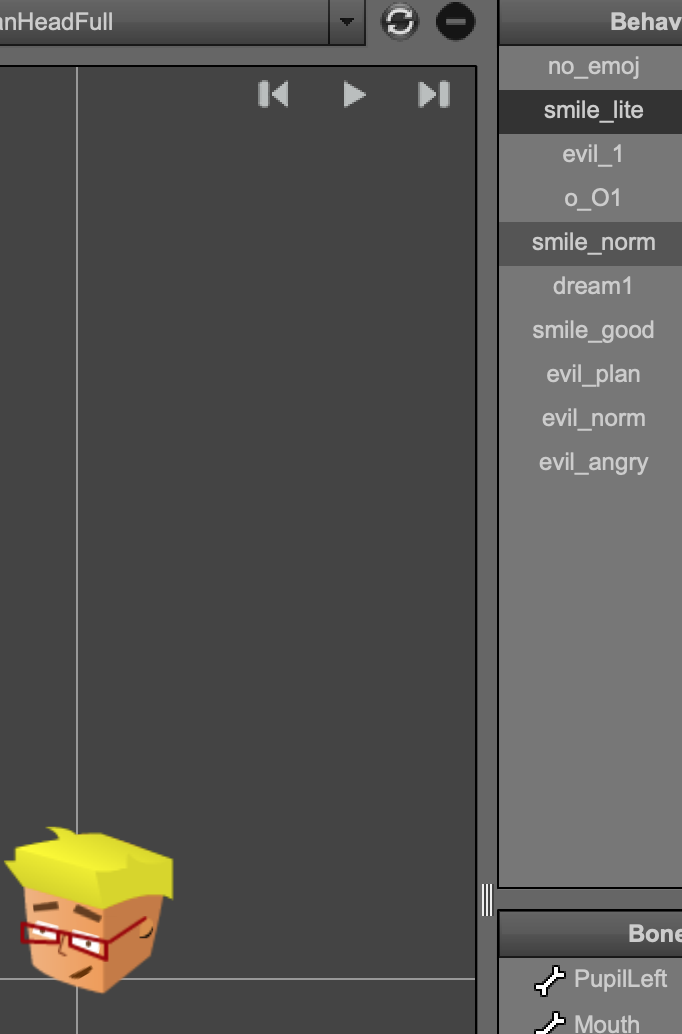 anHeadFull
Behav
no_emoj
smile_lite
evil_1
o_O1
smile_norm
dream1
smile_good
evil_plan
evil_norm
evil_angry
Bone
PupilLeft
Mouth